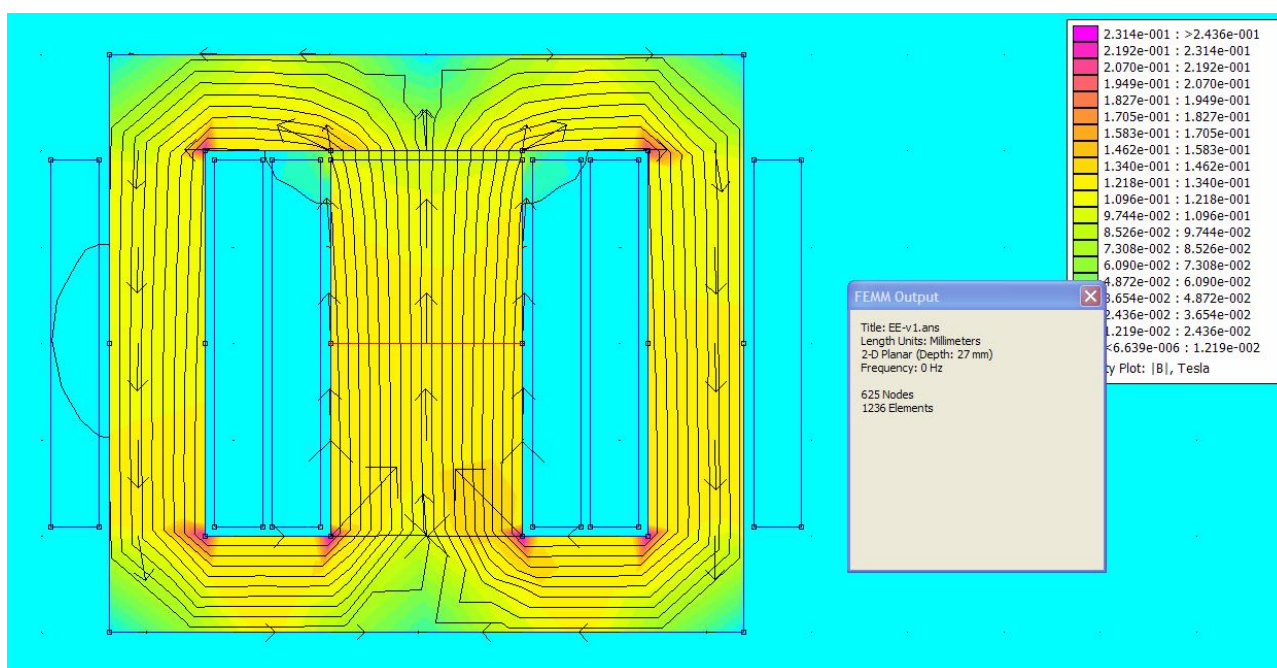 2.314e-001 : >2.436e-001
2.192e-001 : 2.314e-001
2.070e-001 : 2.192e-001
1.949e-001 : 2.070e-001
1.827e-001 : 1.949e-001
1.705e-001 : 1.827e-001
1.583e-001 : 1.705e-001
1.462e-001 : 1.583e-001
1.340e-001 : 1.462e-001
1.218e-001 : 1.340e-001
1.096e-001 : 1.218e-001
9.744e-002 : 1.096e-001
8.526e-002 : 9.744e-002
7.308e-002 : 8.526e-002
6.090e-002 : 7.308e-002
4.872e-002 : 6.090e-002
3.654e-002 : 4.872e-002
2.436e-002 : 3.654e-002
1.219e-002 : 2.436e-002
<6.639e-006 : 1.219e-002
ty Plot: |B|, Tesla
FEMM Output
Title: EE-v1.ans
Length Units: Millimeters
2-D Planar (Depth: 27 mm)
Frequency: 0 Hz
625 Nodes
1236 Elements